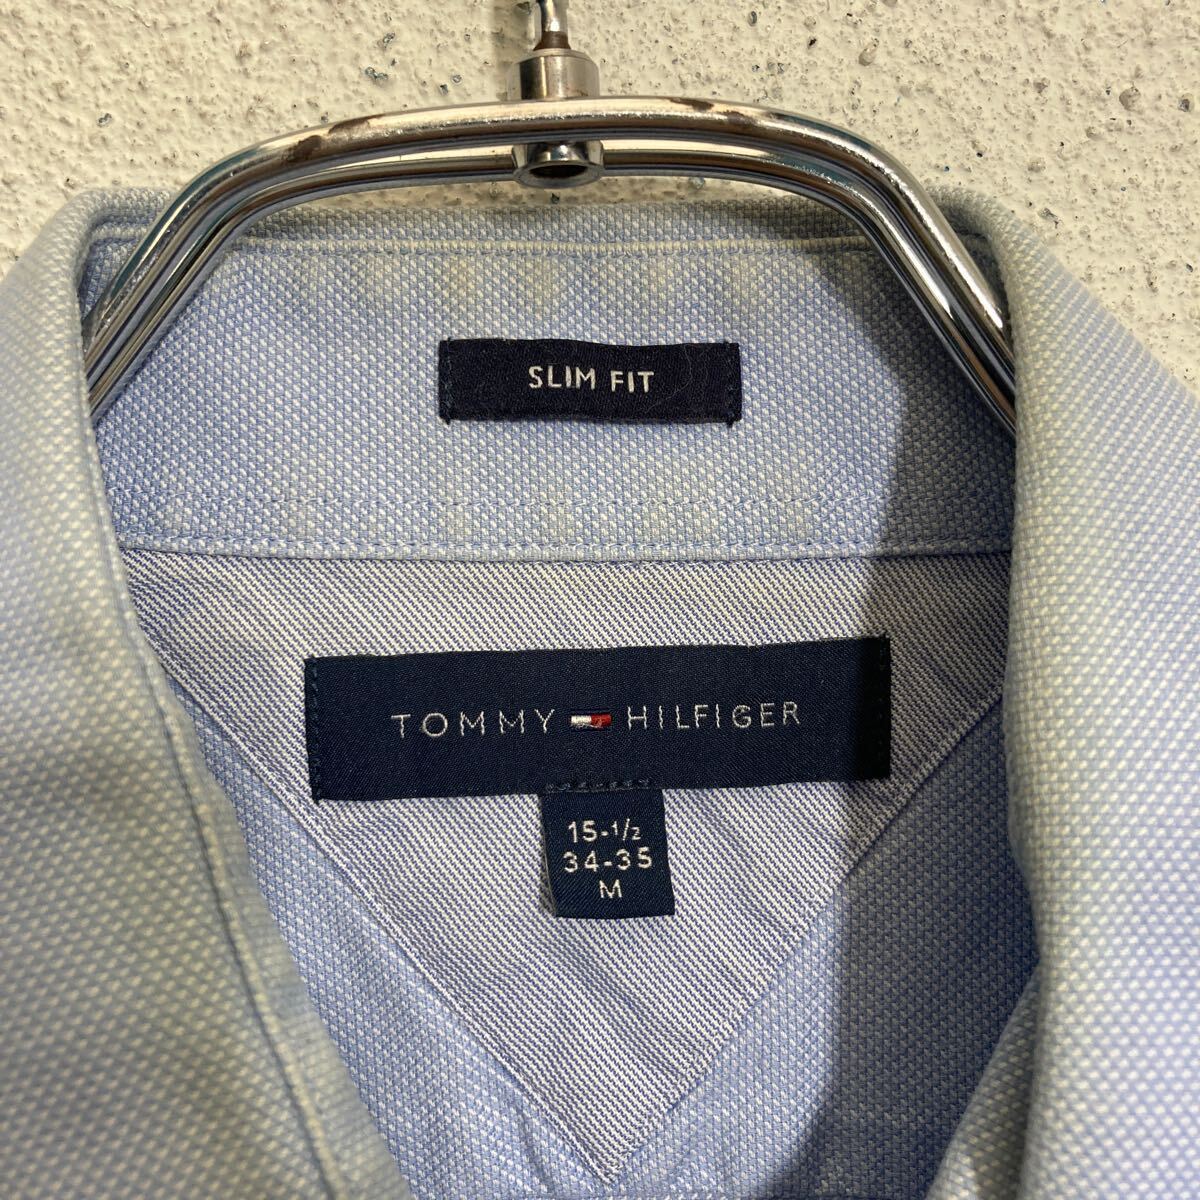 SLIM FIT
TOMMY HILFIGER
15-1/2
34-35
M